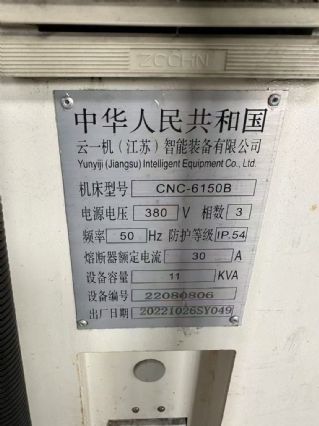 ZCCHN
中华人民共和国
云一机（江苏）智能装备有限公司
Yunyiji (Jiangsu) Intelligent Equipment Co., Ltd.
机床型号 CNC-6150B
电源电压 380 V 相数 3
频率 50 Hz 防护等级 IP.54
熔断器额定电流 30 A
设备容量 11 KVA
设备编号 22080806
出厂日期 20221026SY049